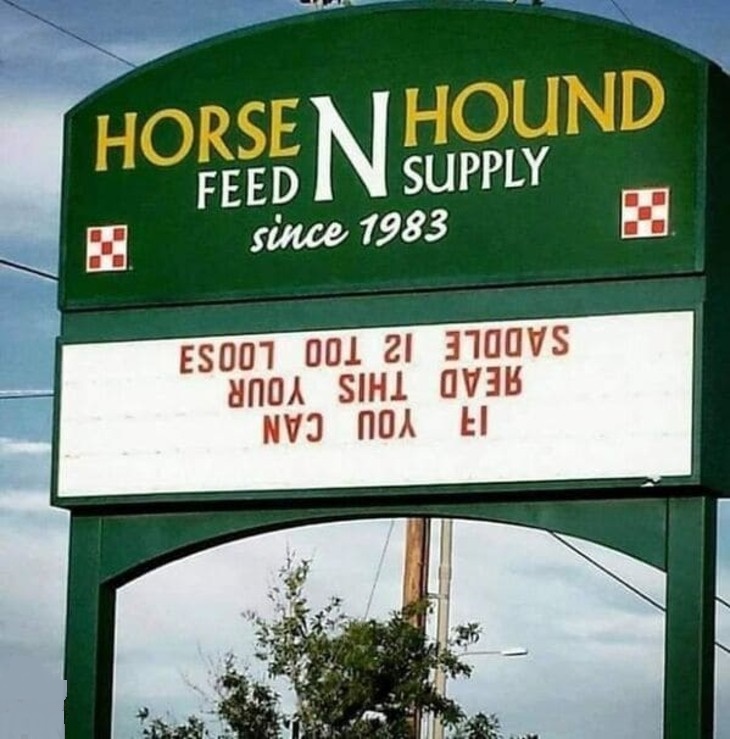 HORSE N HOUND
FEED SUPPLY
since 1983
IF YOU CAN
READ THIS YOUR
SADDLE IS TOO LOOSE